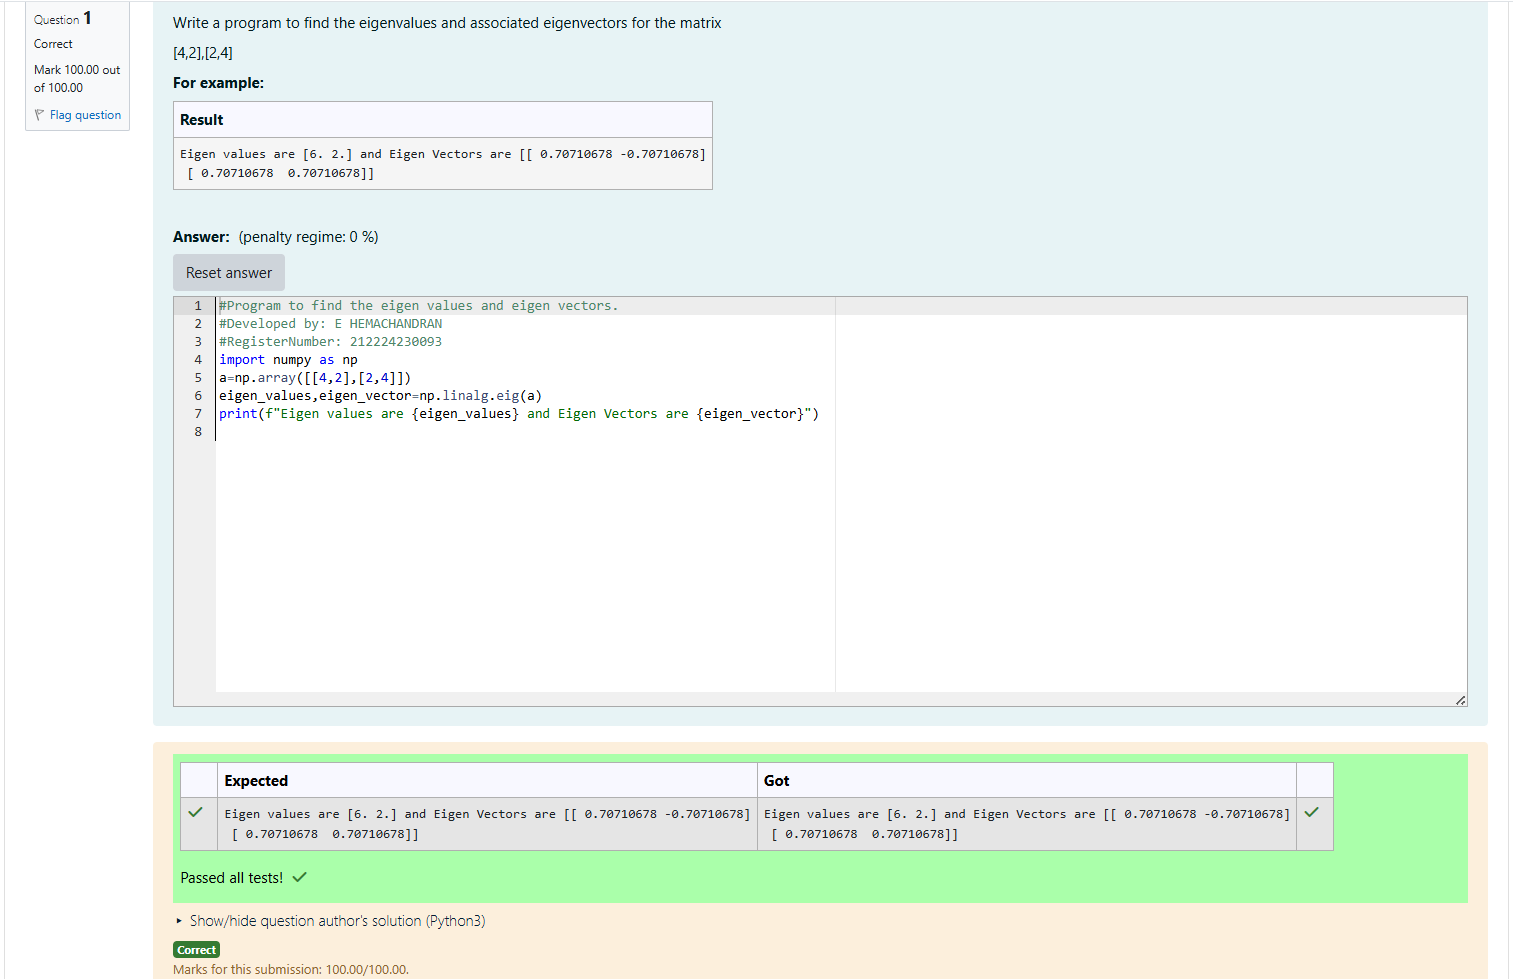 Question 1
Correct
Mark 100.00 out
of 100.00
Flag question
Write a program to find the eigenvalues and associated eigenvectors for the matrix
[4,2],[2,4]
For example:
Result
Eigen values are [6. 2.] and Eigen Vectors are [[ 0.70710678 -0.70710678]
 [ 0.70710678  0.70710678]]
Answer: (penalty regime: 0 %)
Reset answer
1 #Program to find the eigen values and eigen vectors.
2 #Developed by: E HEMACHANDRAN
3 #RegisterNumber: 212224230093
4 import numpy as np
5 a=np.array([[4,2],[2,4]])
6 eigen_values,eigen_vector=np.linalg.eig(a)
7 print(f"Eigen values are {eigen_values} and Eigen Vectors are {eigen_vector}")
8
Expected Got
Eigen values are [6. 2.] and Eigen Vectors are [[ 0.70710678 -0.70710678] Eigen values are [6. 2.] and Eigen Vectors are [[ 0.70710678 -0.70710678]
 [ 0.70710678  0.70710678]]  [ 0.70710678  0.70710678]]
Passed all tests!
Show/hide question author's solution (Python3)
Correct
Marks for this submission: 100.00/100.00.